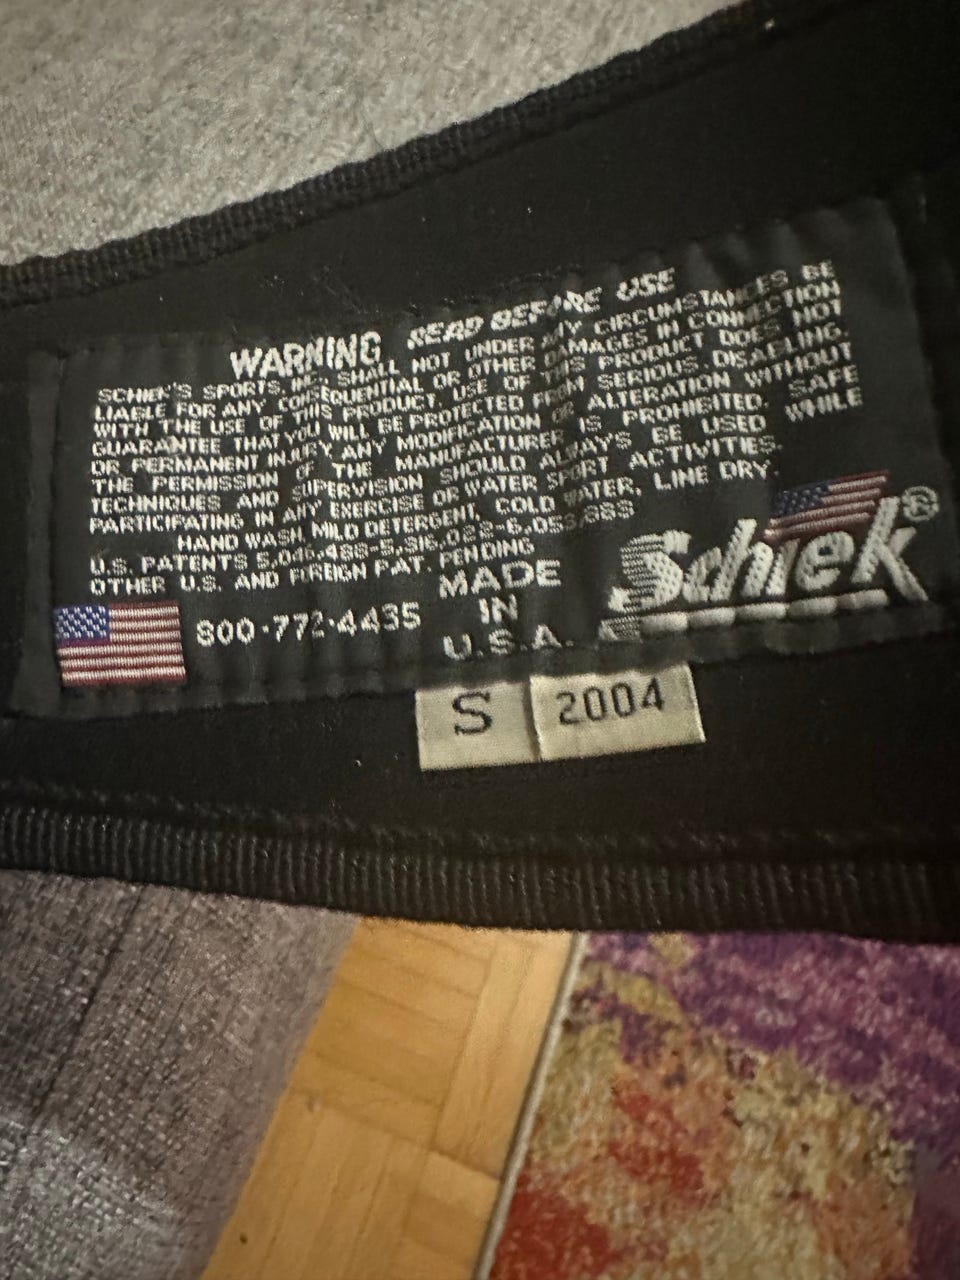 WARNING READ BEFORE USE
SCHIEK'S SPORTS, INC. SHALL NOT UNDER ANY CIRCUMSTANCES BE
LIABLE FOR ANY CONSEQUENTIAL OR OTHER DAMAGES IN CONNECTION
WITH THE USE OF THIS PRODUCT. USE OF THIS PRODUCT DOES NOT
GUARANTEE THAT YOU WILL BE PROTECTED FROM SERIOUS, DISABLING,
OR PERMANENT INJURY. ANY MODIFICATION OR ALTERATION WITHOUT
THE PERMISSION OF THE MANUFACTURER IS PROHIBITED. SAFE
TECHNIQUES AND SUPERVISION SHOULD ALWAYS BE USED WHILE
PARTICIPATING IN ANY EXERCISE OR WATER SPORT ACTIVITIES.
HAND WASH, MILD DETERGENT, COLD WATER, LINE DRY.
U.S. PATENTS
OTHER U.S. AND FOREIGN PAT. PENDING
800-772-4435
MADE
IN
U.S.A.
Schiek®
S
2004